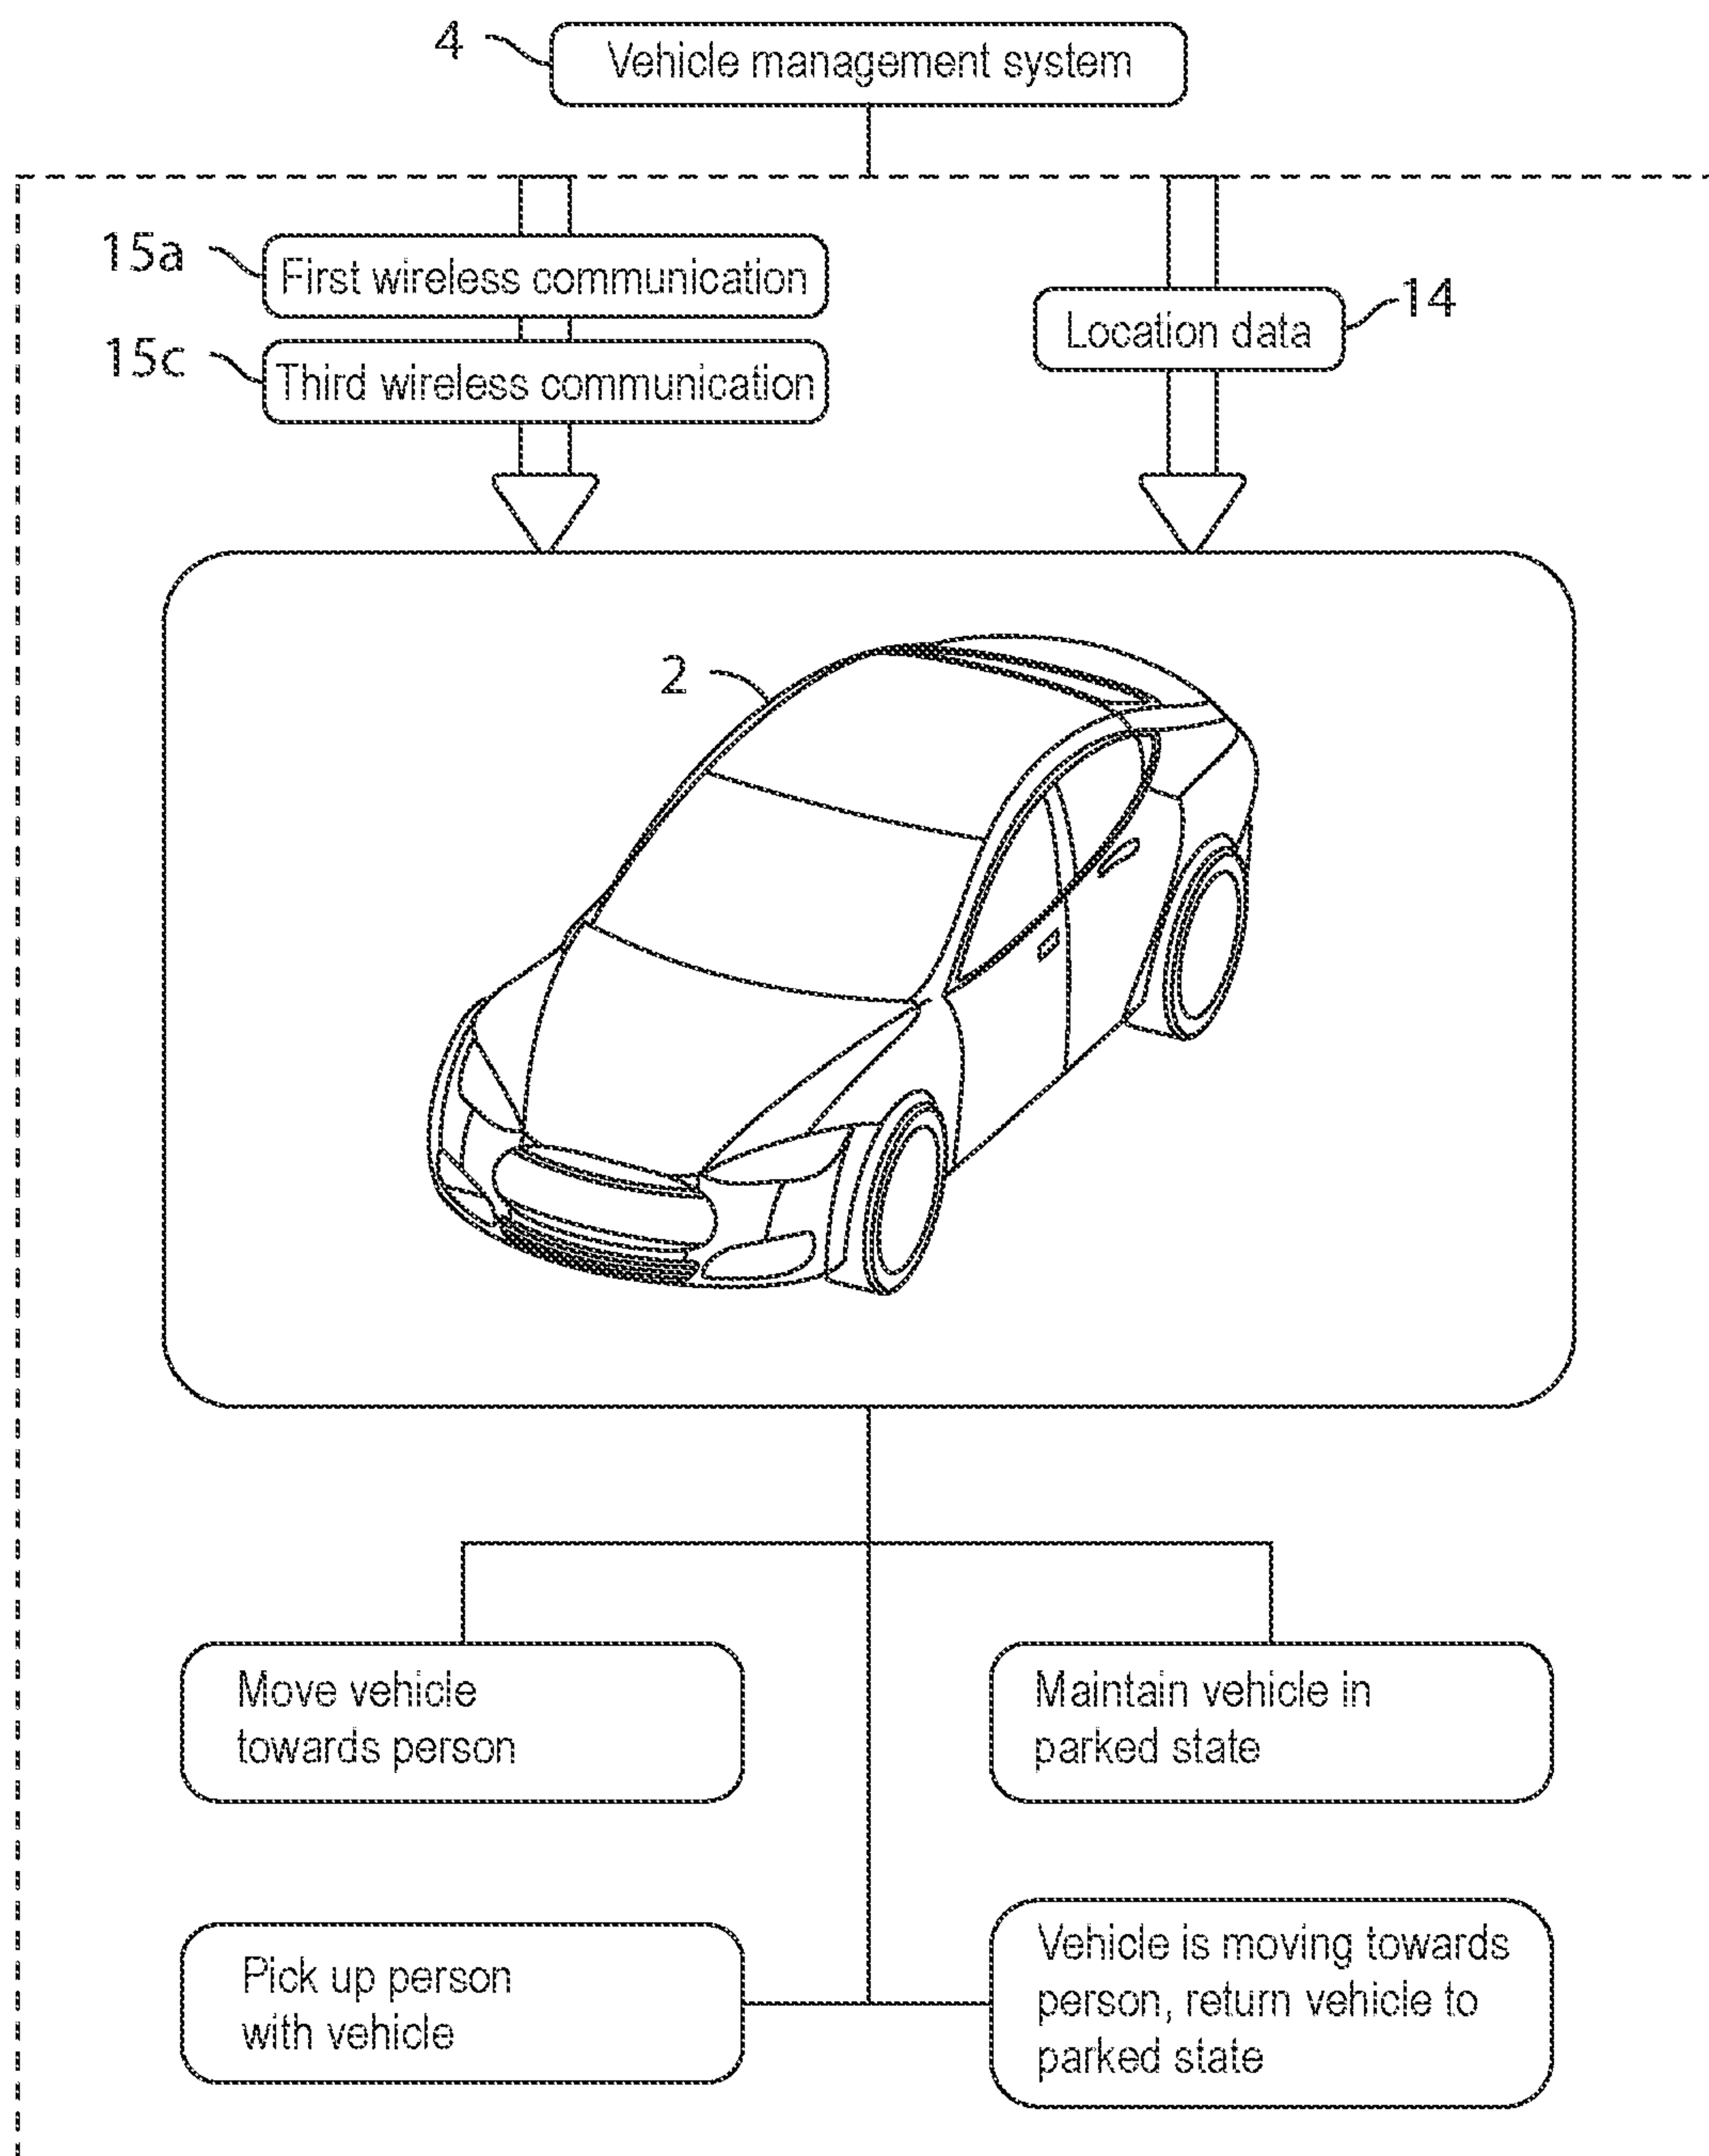 4
Vehicle management system
15a
First wireless communication
14
Location data
15c
Third wireless communication
2
Move vehicle
towards person
Maintain vehicle in
parked state
Pick up person
with vehicle
Vehicle is moving towards
person, return vehicle to
parked state